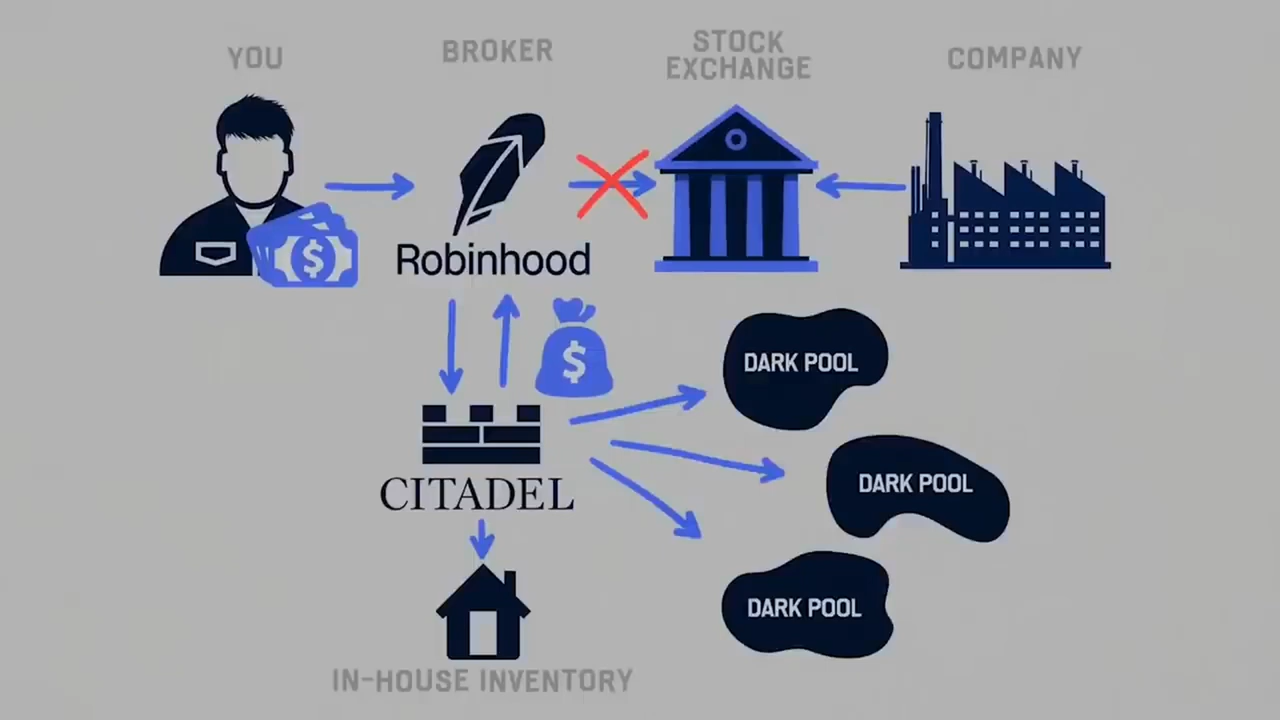 YOU
BROKER
STOCK
EXCHANGE
COMPANY
$
Robinhood
$
DARK POOL
CITADEL
DARK POOL
DARK POOL
IN-HOUSE INVENTORY